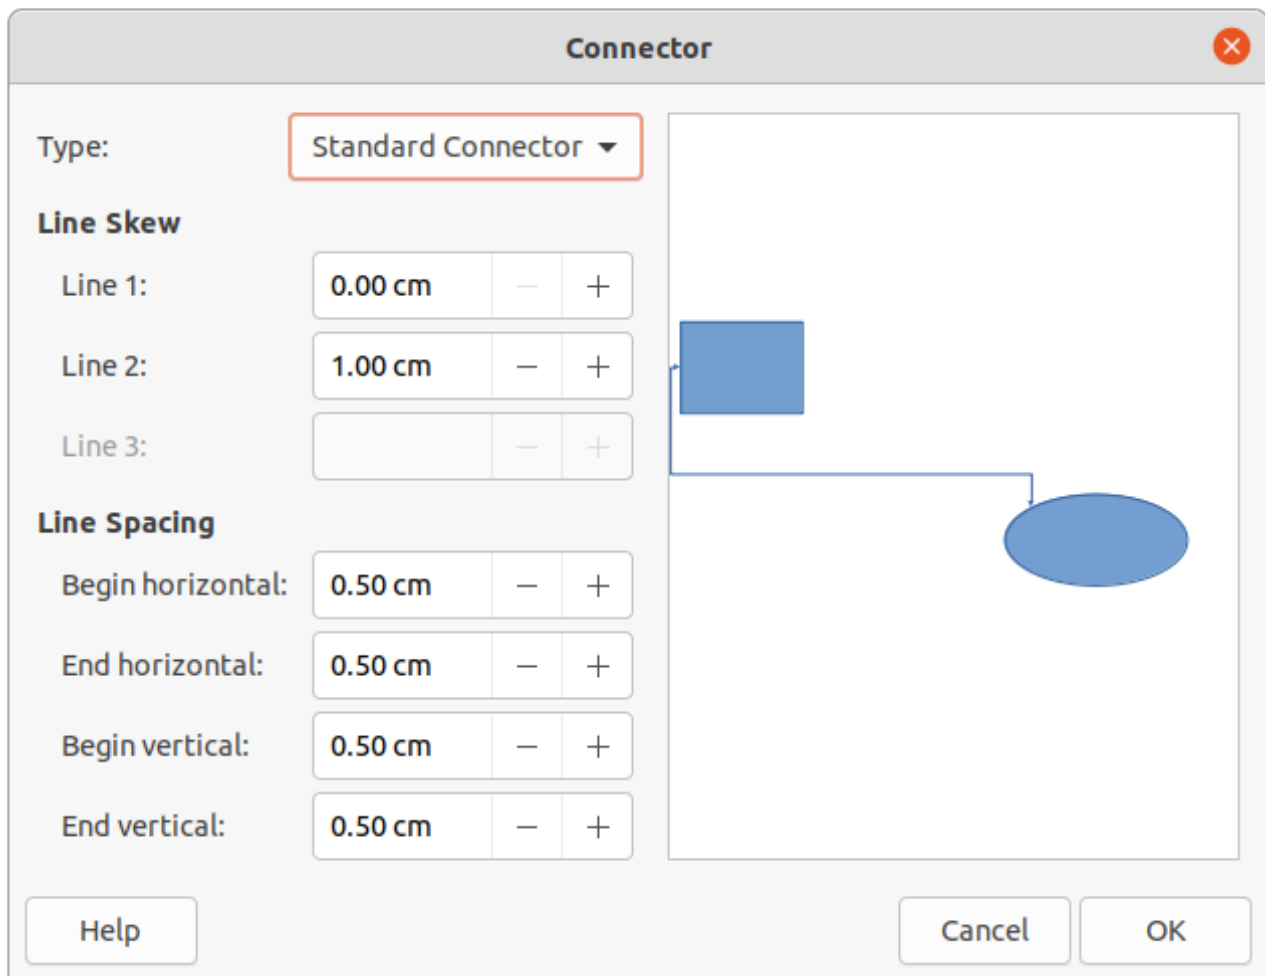 Connector
Type: Standard Connector
Line Skew
Line 1: 0.00 cm
Line 2: 1.00 cm
Line 3:
Line Spacing
Begin horizontal: 0.50 cm
End horizontal: 0.50 cm
Begin vertical: 0.50 cm
End vertical: 0.50 cm
Help Cancel OK